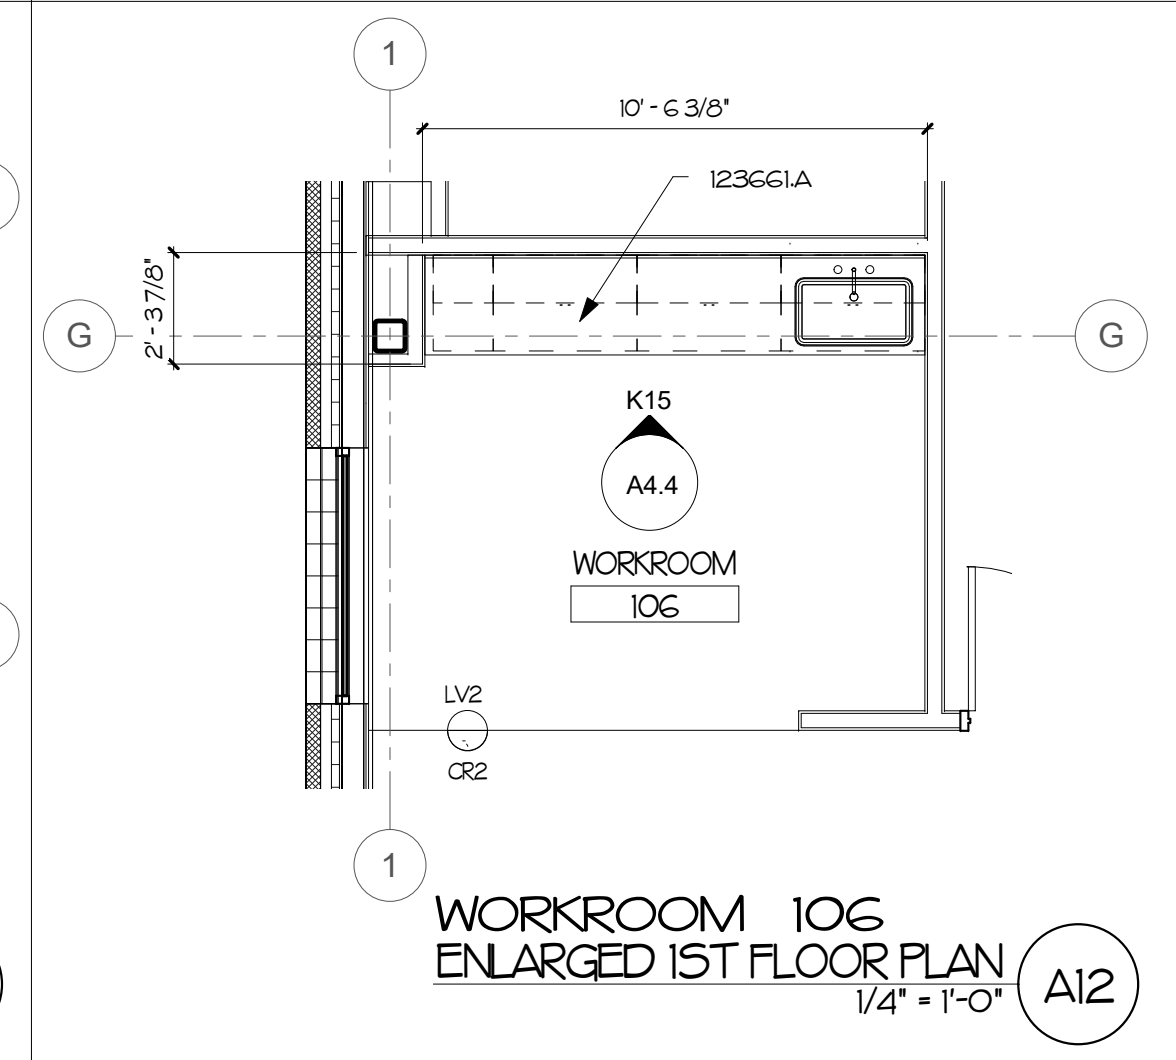 1
10' - 6 3/8"
123661.A
2' - 3 7/8"
G
G
K15
A4.4
WORKROOM
106
LV2
CR2
1
WORKROOM 106
ENLARGED 1ST FLOOR PLAN
1/4" = 1'-0"
A12